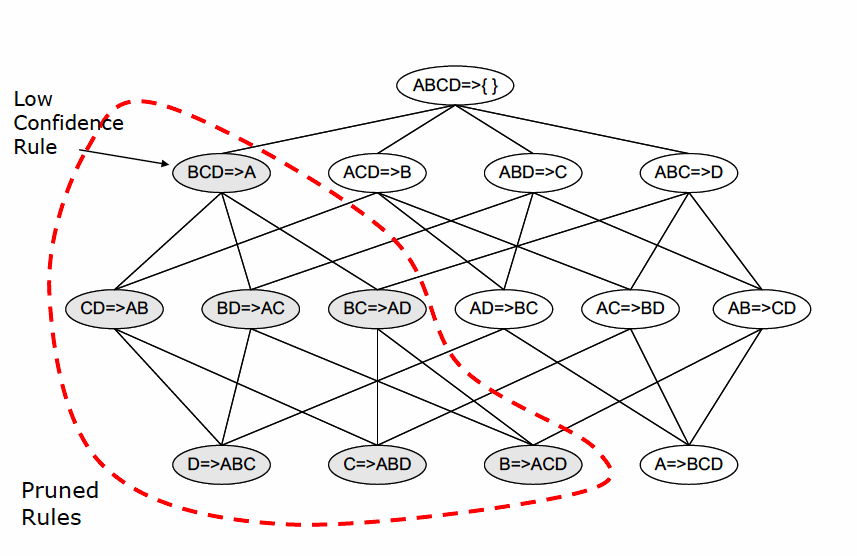 ABCD=>{ }
Low
Confidence
Rule
BCD=>A
ACD=>B
ABD=>C
ABC=>D
CD=>AB
BD=>AC
BC=>AD
AD=>BC
AC=>BD
AB=>CD
D=>ABC
C=>ABD
B=>ACD
A=>BCD
Pruned
Rules